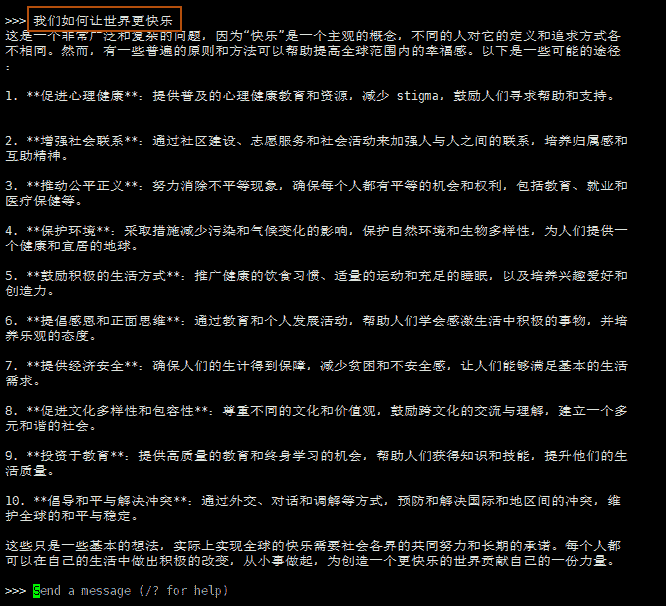 >>> 我们如何让世界更快乐
这是一个非常广泛和复杂的问题，因为“快乐”是一个主观的概念，不同的人对它的定义和追求方式各
不相同。然而，有一些普遍的原则和方法可以帮助提高全球范围内的幸福感。以下是一些可能的途径
：
1. **促进心理健康**：提供普及的心理健康教育和资源，减少 stigma，鼓励人们寻求帮助和支持。
2. **增强社会联系**：通过社区建设、志愿服务和社会活动来加强人与人之间的联系，培养归属感和
互助精神。
3. **推动公平正义**：努力消除不平等现象，确保每个人都有平等的机会和权利，包括教育、就业和
医疗保健等。
4. **保护环境**：采取措施减少污染和气候变化的影响，保护自然环境和生物多样性，为人们提供一
个健康和宜居的地球。
5. **鼓励积极的生活方式**：推广健康的饮食习惯、适量的运动和充足的睡眠，以及培养兴趣爱好和
创造力。
6. **提倡感恩和正面思维**：通过教育和个人发展活动，帮助人们学会感激生活中积极的事物，并培
养乐观的态度。
7. **提供经济安全**：确保人们的生计得到保障，减少贫困和不安全感，让人们能够满足基本的生活
需求。
8. **促进文化多样性和包容性**：尊重不同的文化和价值观，鼓励跨文化的交流与理解，建立一个多
元和谐的社会。
9. **投资于教育**：提供高质量的教育和终身学习的机会，帮助人们获得知识和技能，提升他们的生
活质量。
10. **倡导和平与解决冲突**：通过外交、对话和调解等方式，预防和解决国际和地区间的冲突，维
护全球的和平与稳定。
这些只是一些基本的想法，实际上实现全球的快乐需要社会各界的共同努力和长期的承诺。每个人都
可以在自己的生活中做出积极的改变，从小事做起，为创造一个更快乐的世界贡献自己的一份力量。
>>> Send a message (/? for help)